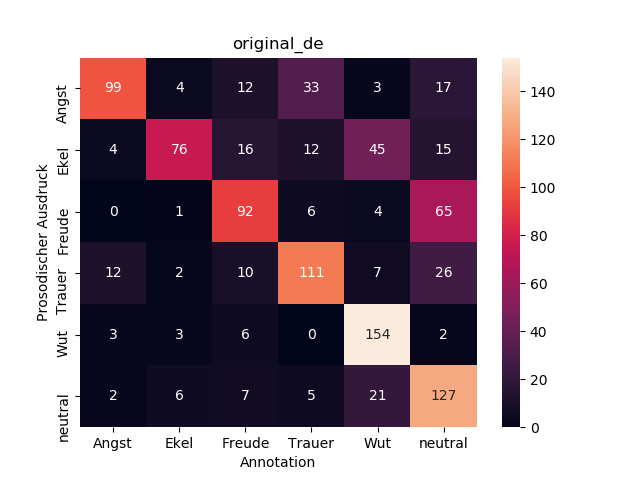 original_de
Prosodischer Ausdruck
Angst 99 4 12 33 3 17
Ekel 4 76 16 12 45 15
Freude 0 1 92 6 4 65
Trauer 12 2 10 111 7 26
Wut 3 3 6 0 154 2
neutral 2 6 7 5 21 127
Angst Ekel Freude Trauer Wut neutral
Annotation
140
120
100
80
60
40
20
0